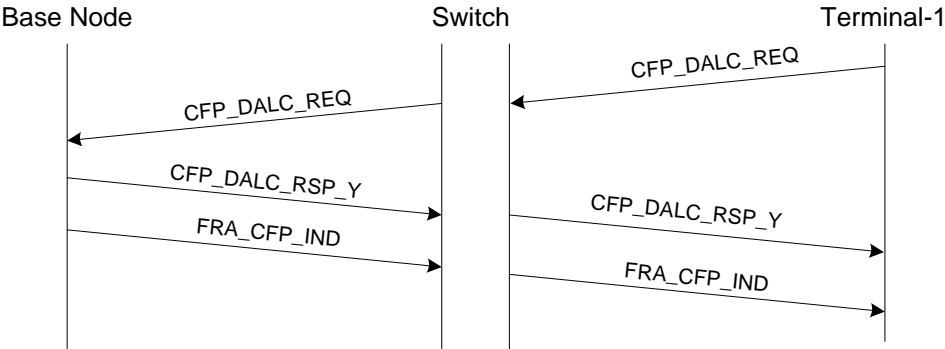 Base Node
Switch
Terminal-1
CFP_DALC_REQ
CFP_DALC_REQ
CFP_DALC_RSP_Y
CFP_DALC_RSP_Y
FRA_CFP_IND
FRA_CFP_IND